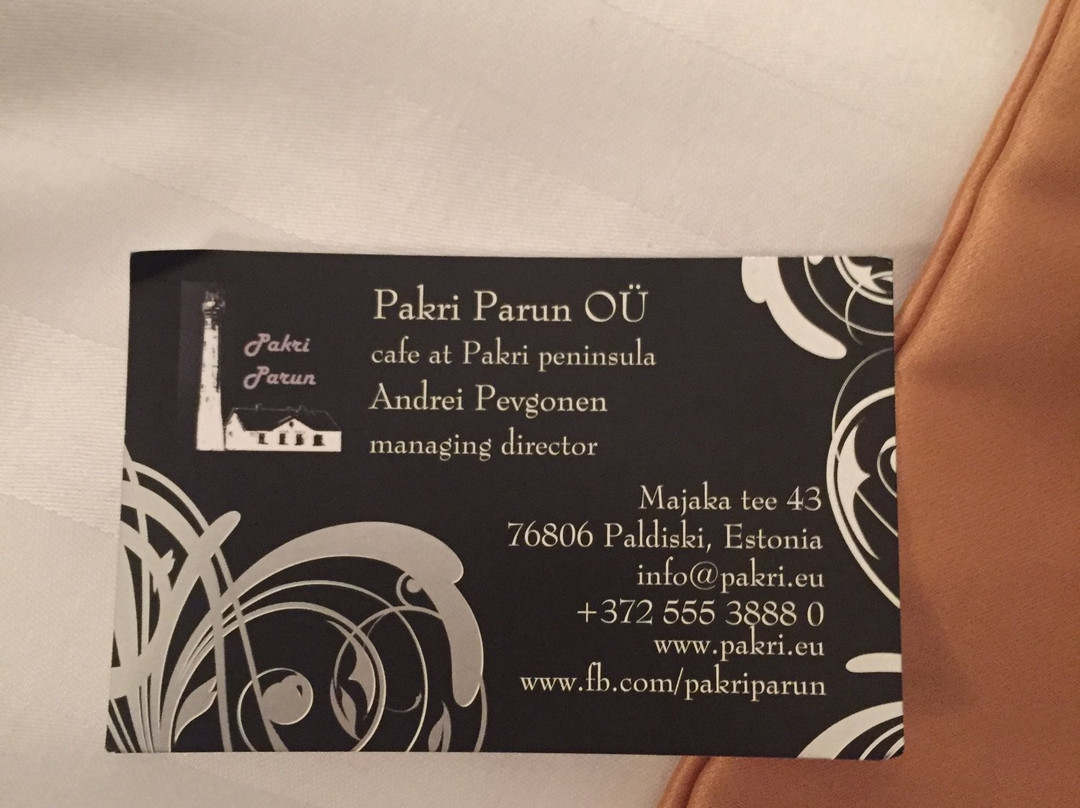 Pakri
Parun
Pakri Parun OÜ
cafe at Pakri peninsula
Andrei Pevgonen
managing director
Majaka tee 43
76806 Paldiski, Estonia
info@pakri.eu
+372 555 3888 0
www.pakri.eu
www.fb.com/pakriparun